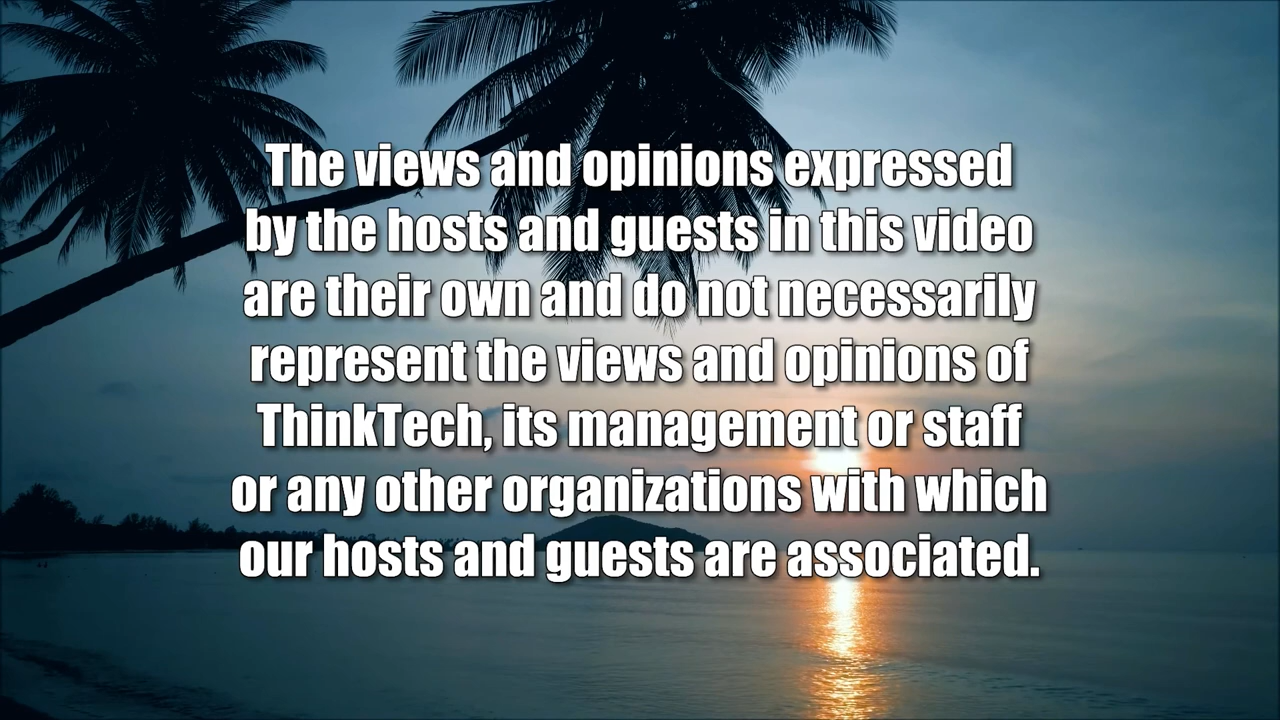 The views and opinions expressed
by the hosts and guests in this video
are their own and do not necessarily
represent the views and opinions of
ThinkTech, its management or staff
or any other organizations with which
our hosts and guests are associated.